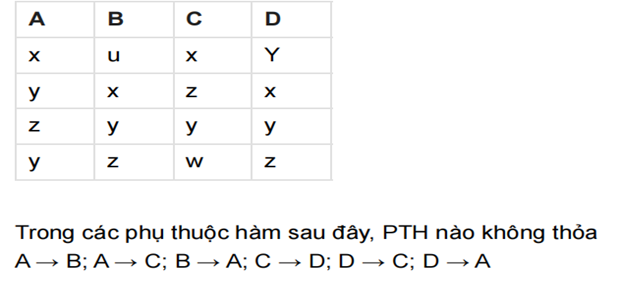 A B C D
x u x Y
y x z x
z y y y
y z w z
Trong các phụ thuộc hàm sau đây, PTH nào không thỏa
A → B; A → C; B → A; C → D; D → C; D → A